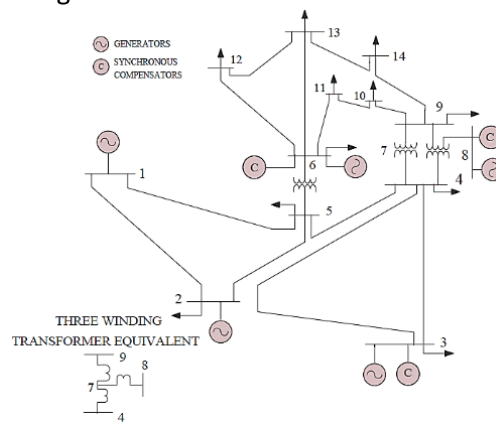 GENERATORS
C SYNCHRONOUS
COMPENSATORS
13
12
14
11
10
9
7
8
C
6
C
4
1
5
2
3
C
THREE WINDING
TRANSFORMER EQUIVALENT
9
8
7
4